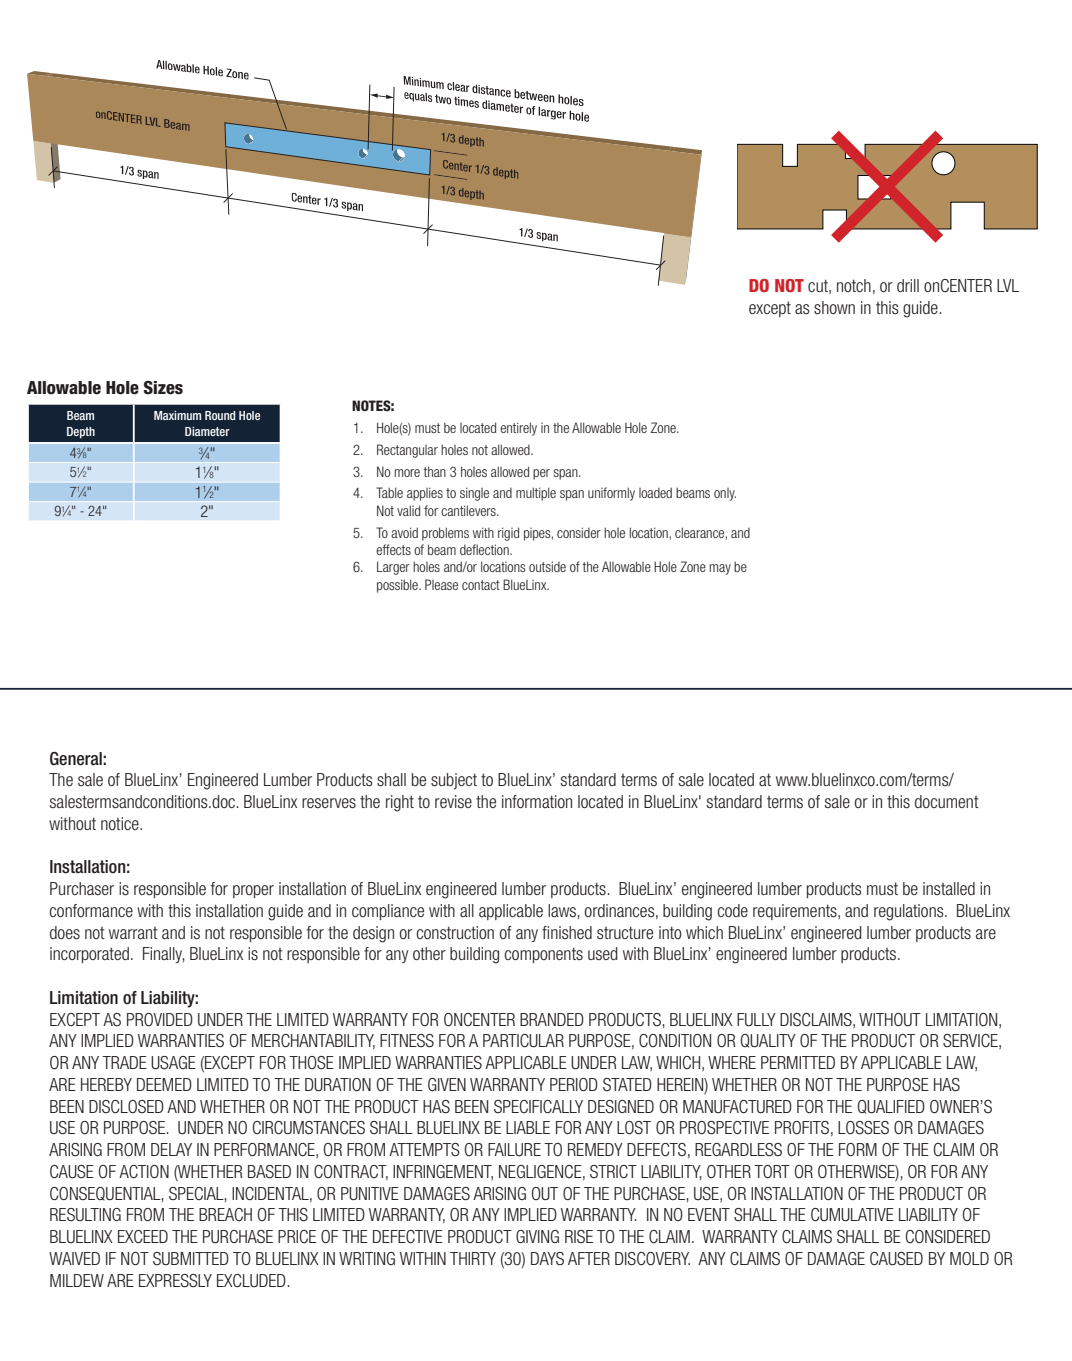 Allowable Hole Zone
Minimum clear distance between holes
equals two times diameter of larger hole
onCENTER LVL Beam
1/3 depth
Center 1/3 depth
1/3 depth
1/3 span
Center 1/3 span
1/3 span
DO NOT cut, notch, or drill onCENTER LVL
except as shown in this guide.
Allowable Hole Sizes
Beam Depth
Maximum Round Hole Diameter
4⅜" ¾"
5½" 1⅛"
7¼" 1½"
9¼" - 24" 2"
NOTES:
1. Hole(s) must be located entirely in the Allowable Hole Zone.
2. Rectangular holes not allowed.
3. No more than 3 holes allowed per span.
4. Table applies to single and multiple span uniformly loaded beams only.
Not valid for cantilevers.
5. To avoid problems with rigid pipes, consider hole location, clearance, and
effects of beam deflection.
6. Larger holes and/or locations outside of the Allowable Hole Zone may be
possible. Please contact BlueLinx.
General:
The sale of BlueLinx’ Engineered Lumber Products shall be subject to BlueLinx’ standard terms of sale located at www.bluelinxco.com/terms/
salestermsandconditions.doc. BlueLinx reserves the right to revise the information located in BlueLinx' standard terms of sale or in this document
without notice.
Installation:
Purchaser is responsible for proper installation of BlueLinx engineered lumber products. BlueLinx’ engineered lumber products must be installed in
conformance with this installation guide and in compliance with all applicable laws, ordinances, building code requirements, and regulations. BlueLinx
does not warrant and is not responsible for the design or construction of any finished structure into which BlueLinx’ engineered lumber products are
incorporated. Finally, BlueLinx is not responsible for any other building components used with BlueLinx’ engineered lumber products.
Limitation of Liability:
EXCEPT AS PROVIDED UNDER THE LIMITED WARRANTY FOR ONCENTER BRANDED PRODUCTS, BLUELINX FULLY DISCLAIMS, WITHOUT LIMITATION,
ANY IMPLIED WARRANTIES OF MERCHANTABILITY, FITNESS FOR A PARTICULAR PURPOSE, CONDITION OR QUALITY OF THE PRODUCT OR SERVICE,
OR ANY TRADE USAGE (EXCEPT FOR THOSE IMPLIED WARRANTIES APPLICABLE UNDER LAW, WHICH, WHERE PERMITTED BY APPLICABLE LAW,
ARE HEREBY DEEMED LIMITED TO THE DURATION OF THE GIVEN WARRANTY PERIOD STATED HEREIN) WHETHER OR NOT THE PURPOSE HAS
BEEN DISCLOSED AND WHETHER OR NOT THE PRODUCT HAS BEEN SPECIFICALLY DESIGNED OR MANUFACTURED FOR THE QUALIFIED OWNER’S
USE OR PURPOSE. UNDER NO CIRCUMSTANCES SHALL BLUELINX BE LIABLE FOR ANY LOST OR PROSPECTIVE PROFITS, LOSSES OR DAMAGES
ARISING FROM DELAY IN PERFORMANCE, OR FROM ATTEMPTS OR FAILURE TO REMEDY DEFECTS, REGARDLESS OF THE FORM OF THE CLAIM OR
CAUSE OF ACTION (WHETHER BASED IN CONTRACT, INFRINGEMENT, NEGLIGENCE, STRICT LIABILITY, OTHER TORT OR OTHERWISE), OR FOR ANY
CONSEQUENTIAL, SPECIAL, INCIDENTAL, OR PUNITIVE DAMAGES ARISING OUT OF THE PURCHASE, USE, OR INSTALLATION OF THE PRODUCT OR
RESULTING FROM THE BREACH OF THIS LIMITED WARRANTY, OR ANY IMPLIED WARRANTY. IN NO EVENT SHALL THE CUMULATIVE LIABILITY OF
BLUELINX EXCEED THE PURCHASE PRICE OF THE DEFECTIVE PRODUCT GIVING RISE TO THE CLAIM. WARRANTY CLAIMS SHALL BE CONSIDERED
WAIVED IF NOT SUBMITTED TO BLUELINX IN WRITING WITHIN THIRTY (30) DAYS AFTER DISCOVERY. ANY CLAIMS OF DAMAGE CAUSED BY MOLD OR
MILDEW ARE EXPRESSLY EXCLUDED.